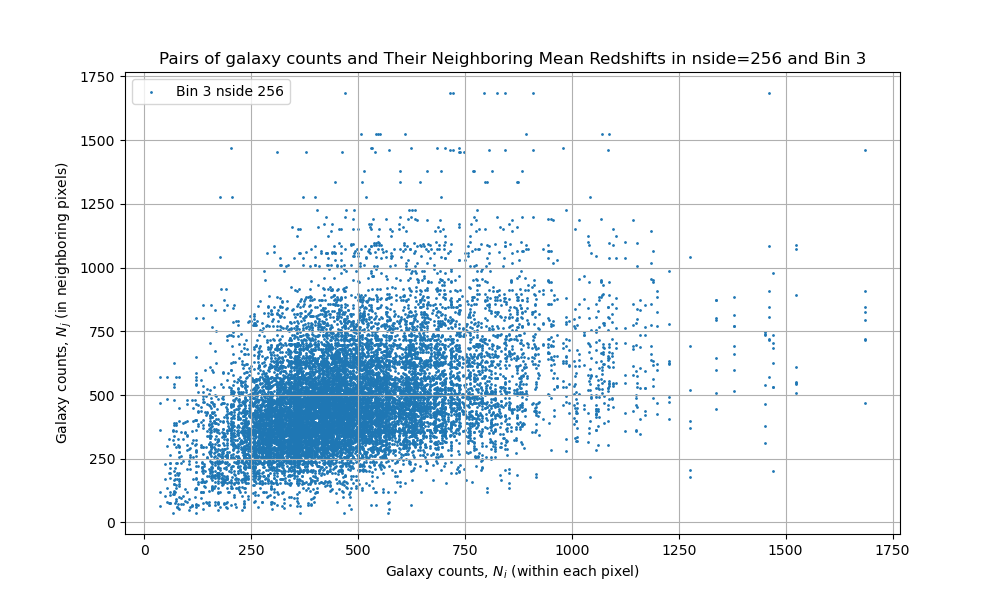 Pairs of galaxy counts and Their Neighboring Mean Redshifts in nside=256 and Bin 3
Bin 3 nside 256
Galaxy counts, N_j (in neighboring pixels)
1750
1500
1250
1000
750
500
250
0
0 250 500 750 1000 1250 1500 1750
Galaxy counts, N_i (within each pixel)